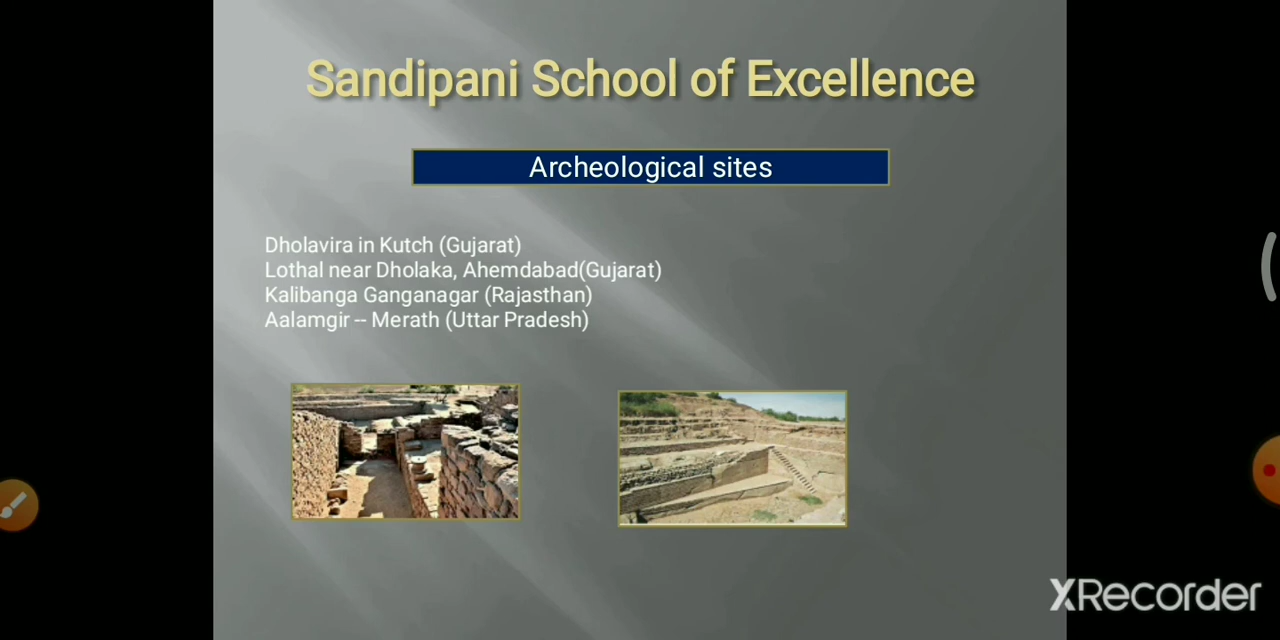 Sandipani School of Excellence
Archeological sites
Dholavira in Kutch (Gujarat)
Lothal near Dholaka, Ahemdabad(Gujarat)
Kalibanga Ganganagar (Rajasthan)
Aalamgir -- Merath (Uttar Pradesh)
XRecorder